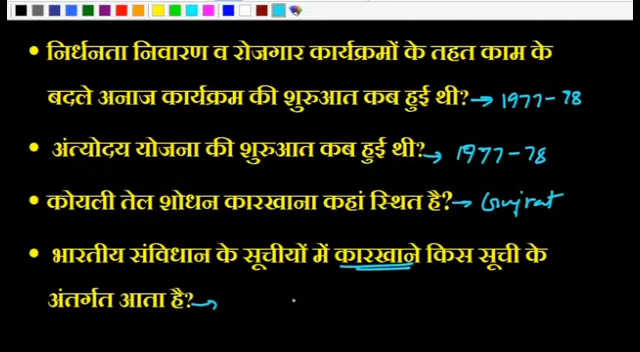 • निर्धनता निवारण व रोजगार कार्यक्रमों के तहत काम के
बदले अनाज कार्यक्रम की शुरुआत कब हुई थी? → 1977-78
• अंत्योदय योजना की शुरुआत कब हुई थी? → 1977-78
• कोयली तेल शोधन कारखाना कहां स्थित है? → Gujrat
• भारतीय संविधान के सूचीयों में कारखाने किस सूची के
अंतर्गत आता है? →